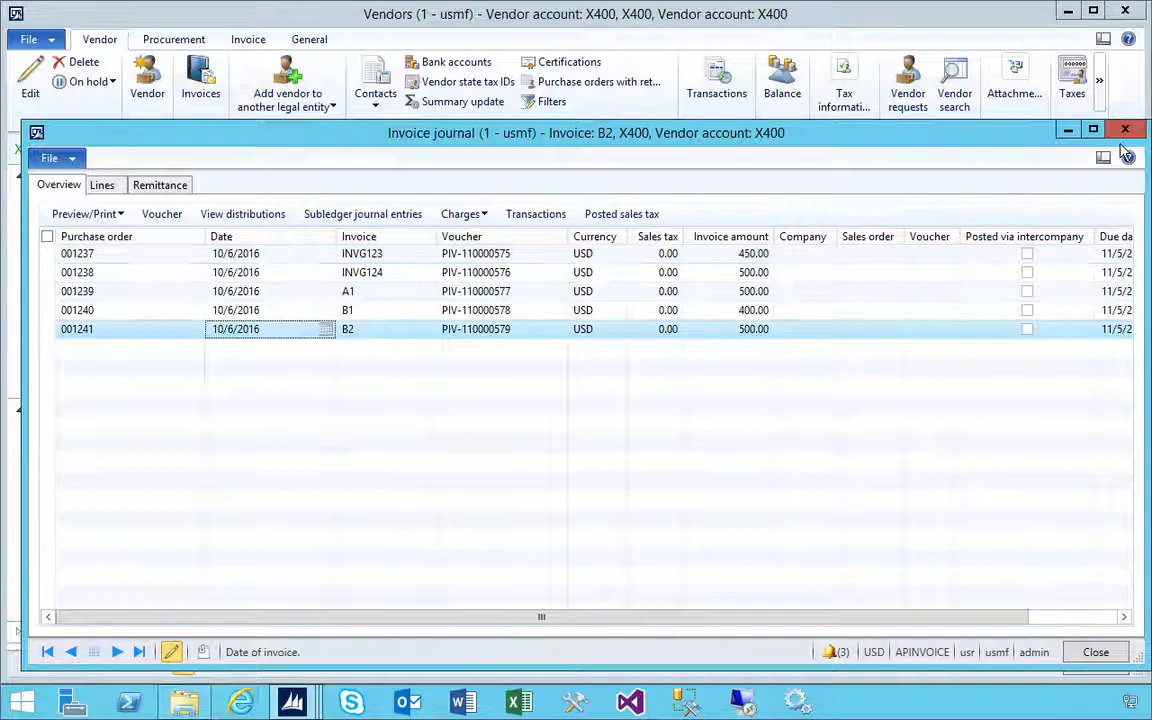 Vendors (1 - usmf) - Vendor account: X400, X400, Vendor account: X400
File Vendor Procurement Invoice General
Edit
Delete
On hold
Vendor
Invoices
Add vendor to
another legal entity
Contacts
Bank accounts
Vendor state tax IDs
Summary update
Certifications
Purchase orders with ret...
Filters
Transactions
Balance
Tax
informati...
Vendor
requests
Vendor
search
Attachme...
Taxes
Invoice journal (1 - usmf) - Invoice: B2, X400, Vendor account: X400
File
Overview Lines Remittance
Preview/Print Voucher View distributions Subledger journal entries Charges Transactions Posted sales tax
Purchase order Date Invoice Voucher Currency Sales tax Invoice amount Company Sales order Voucher Posted via intercompany Due da
001237 10/6/2016 INVG123 PIV-110000575 USD 0.00 450.00 11/5/2
001238 10/6/2016 INVG124 PIV-110000576 USD 0.00 500.00 11/5/2
001239 10/6/2016 A1 PIV-110000577 USD 0.00 500.00 11/5/2
001240 10/6/2016 B1 PIV-110000578 USD 0.00 400.00 11/5/2
001241 10/6/2016 B2 PIV-110000579 USD 0.00 500.00 11/5/2
Date of invoice. (3) USD APINVOICE usr usmf admin Close